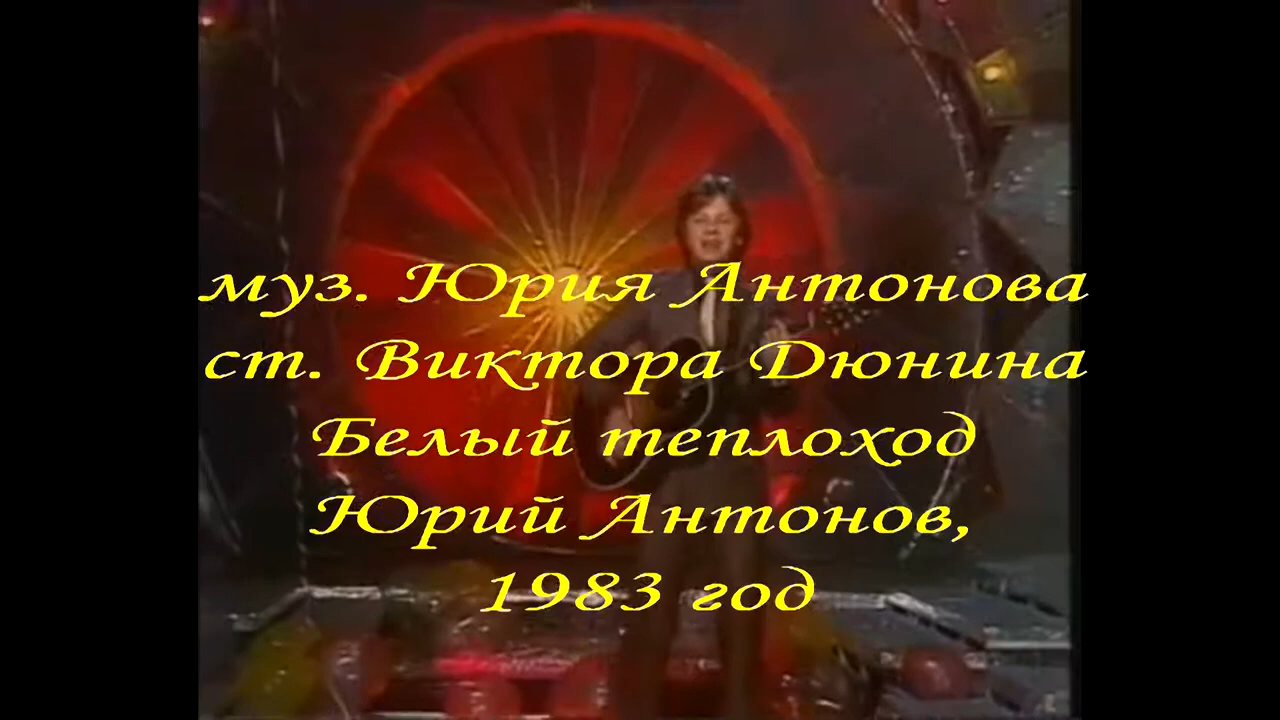 муз. Юрия Антонова
ст. Виктора Дюнина
Белый теплоход
Юрий Антонов,
1983 год